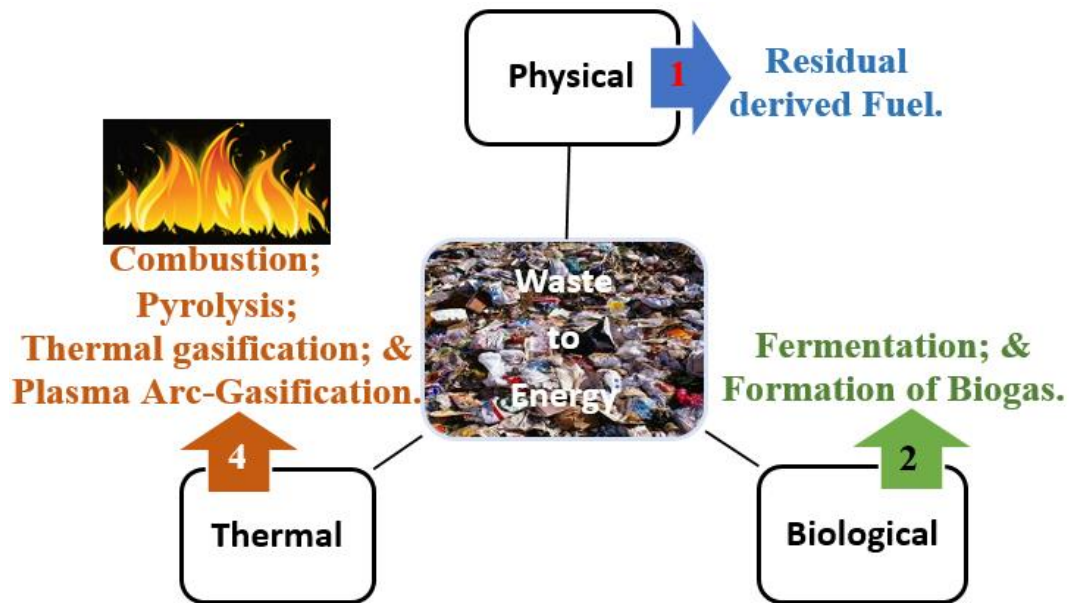 Physical
1
Residual
derived Fuel.
Combustion;
Pyrolysis;
Thermal gasification; &
Plasma Arc-Gasification.
4
Thermal
Waste
to
Energy
Fermentation; &
Formation of Biogas.
2
Biological